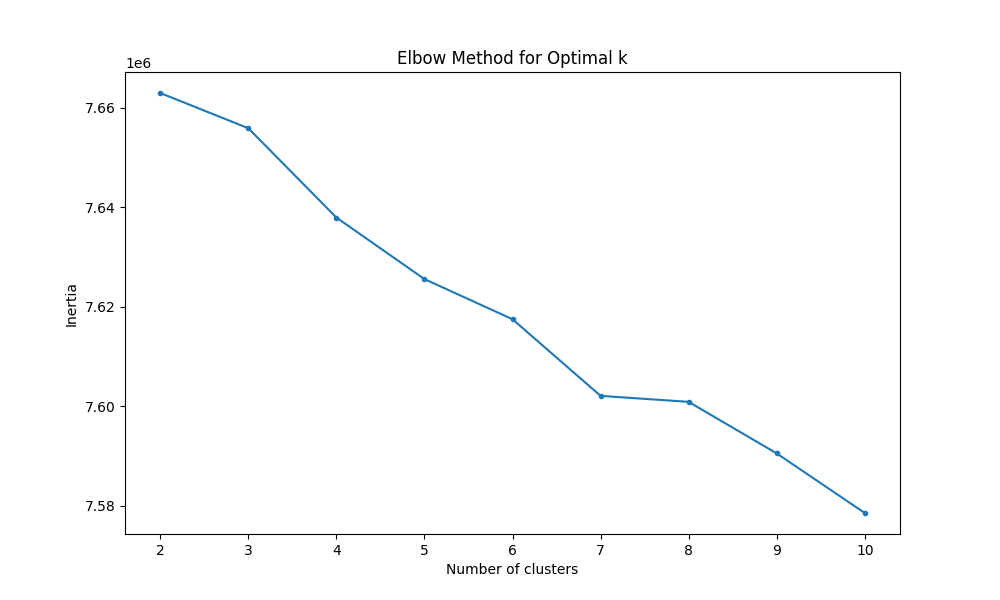 Elbow Method for Optimal k
1e6
7.66
7.64
7.62
7.60
7.58
Inertia
2 3 4 5 6 7 8 9 10
Number of clusters